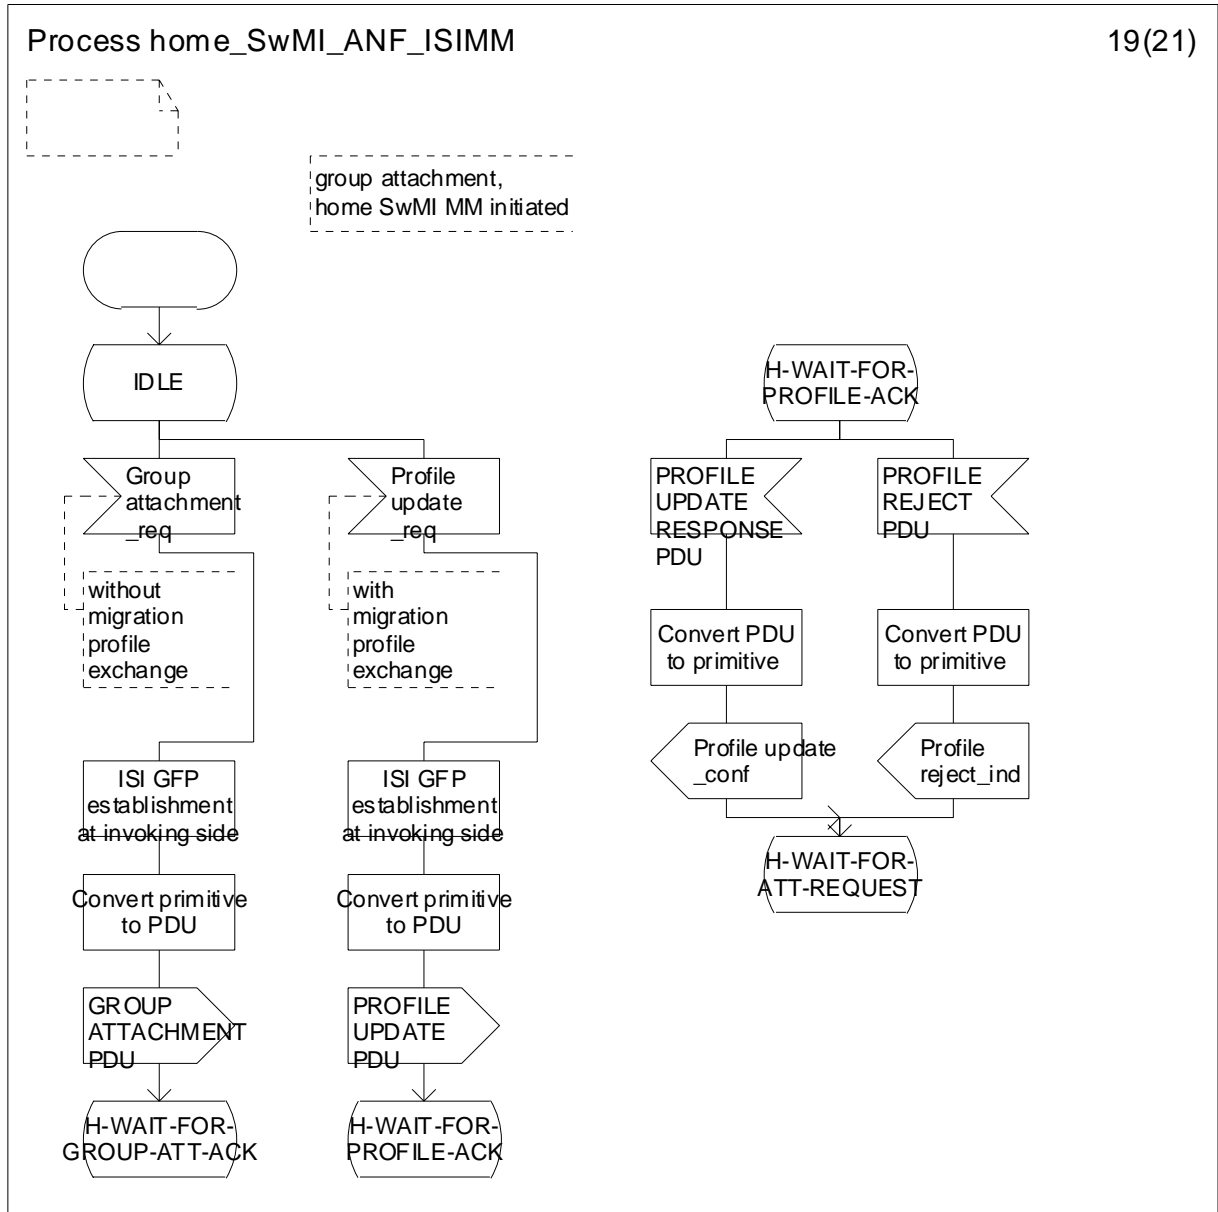 Process home_SwMI_ANF_ISIMM
19(21)
group attachment,
home SwMI MM initiated
IDLE
Group
attachment
_req
without
migration
profile
exchange
ISI GFP
establishment
at invoking side
Convert primitive
to PDU
GROUP
ATTACHMENT
PDU
H-WAIT-FOR-
GROUP-ATT-ACK
Profile
update
_req
with
migration
profile
exchange
ISI GFP
establishment
at invoking side
Convert primitive
to PDU
PROFILE
UPDATE
PDU
H-WAIT-FOR-
PROFILE-ACK
H-WAIT-FOR-
PROFILE-ACK
PROFILE
UPDATE
RESPONSE
PDU
Convert PDU
to primitive
Profile update
_conf
PROFILE
REJECT
PDU
Convert PDU
to primitive
Profile
reject_ind
H-WAIT-FOR-
ATT-REQUEST